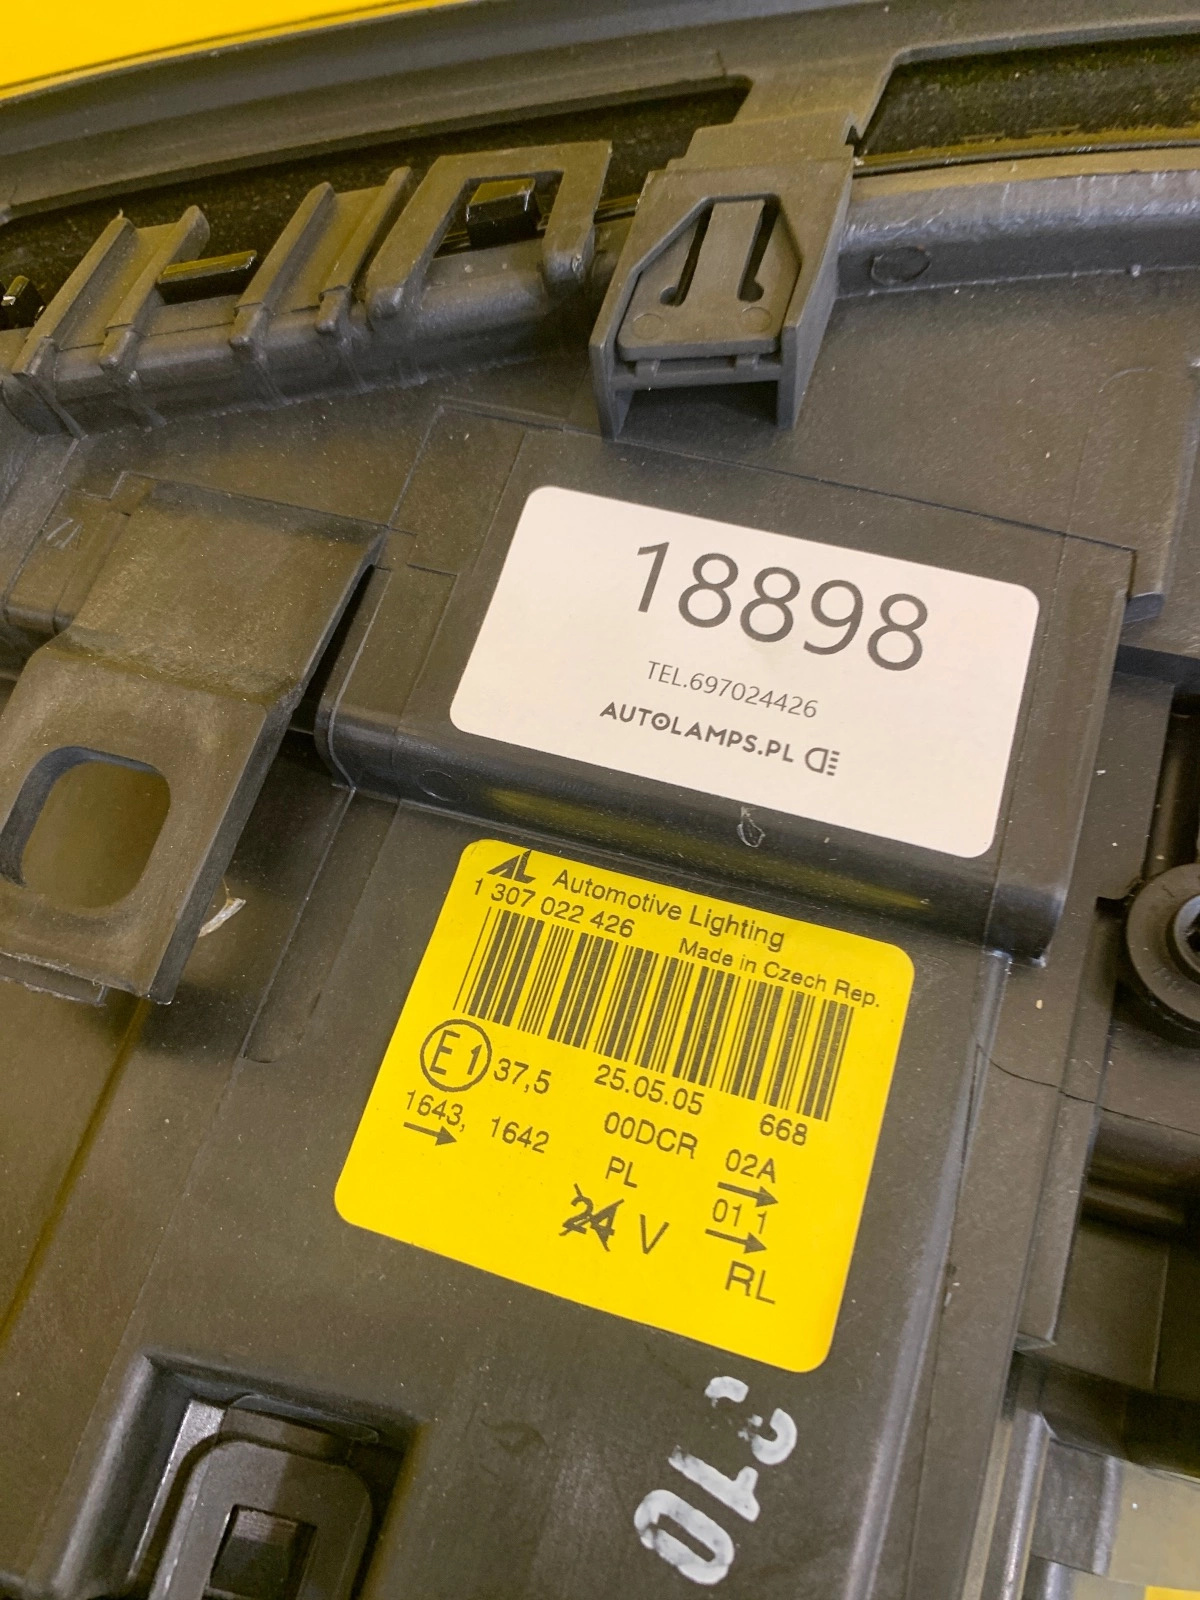 18898
TEL.697024426
AUTOLAMPS.PL
AL Automotive Lighting
1 307 022 426 Made in Czech Rep.
E1 37,5 25.05.05 668
1643, 1642 00DCR 02A
PL 01 1
24 V RL